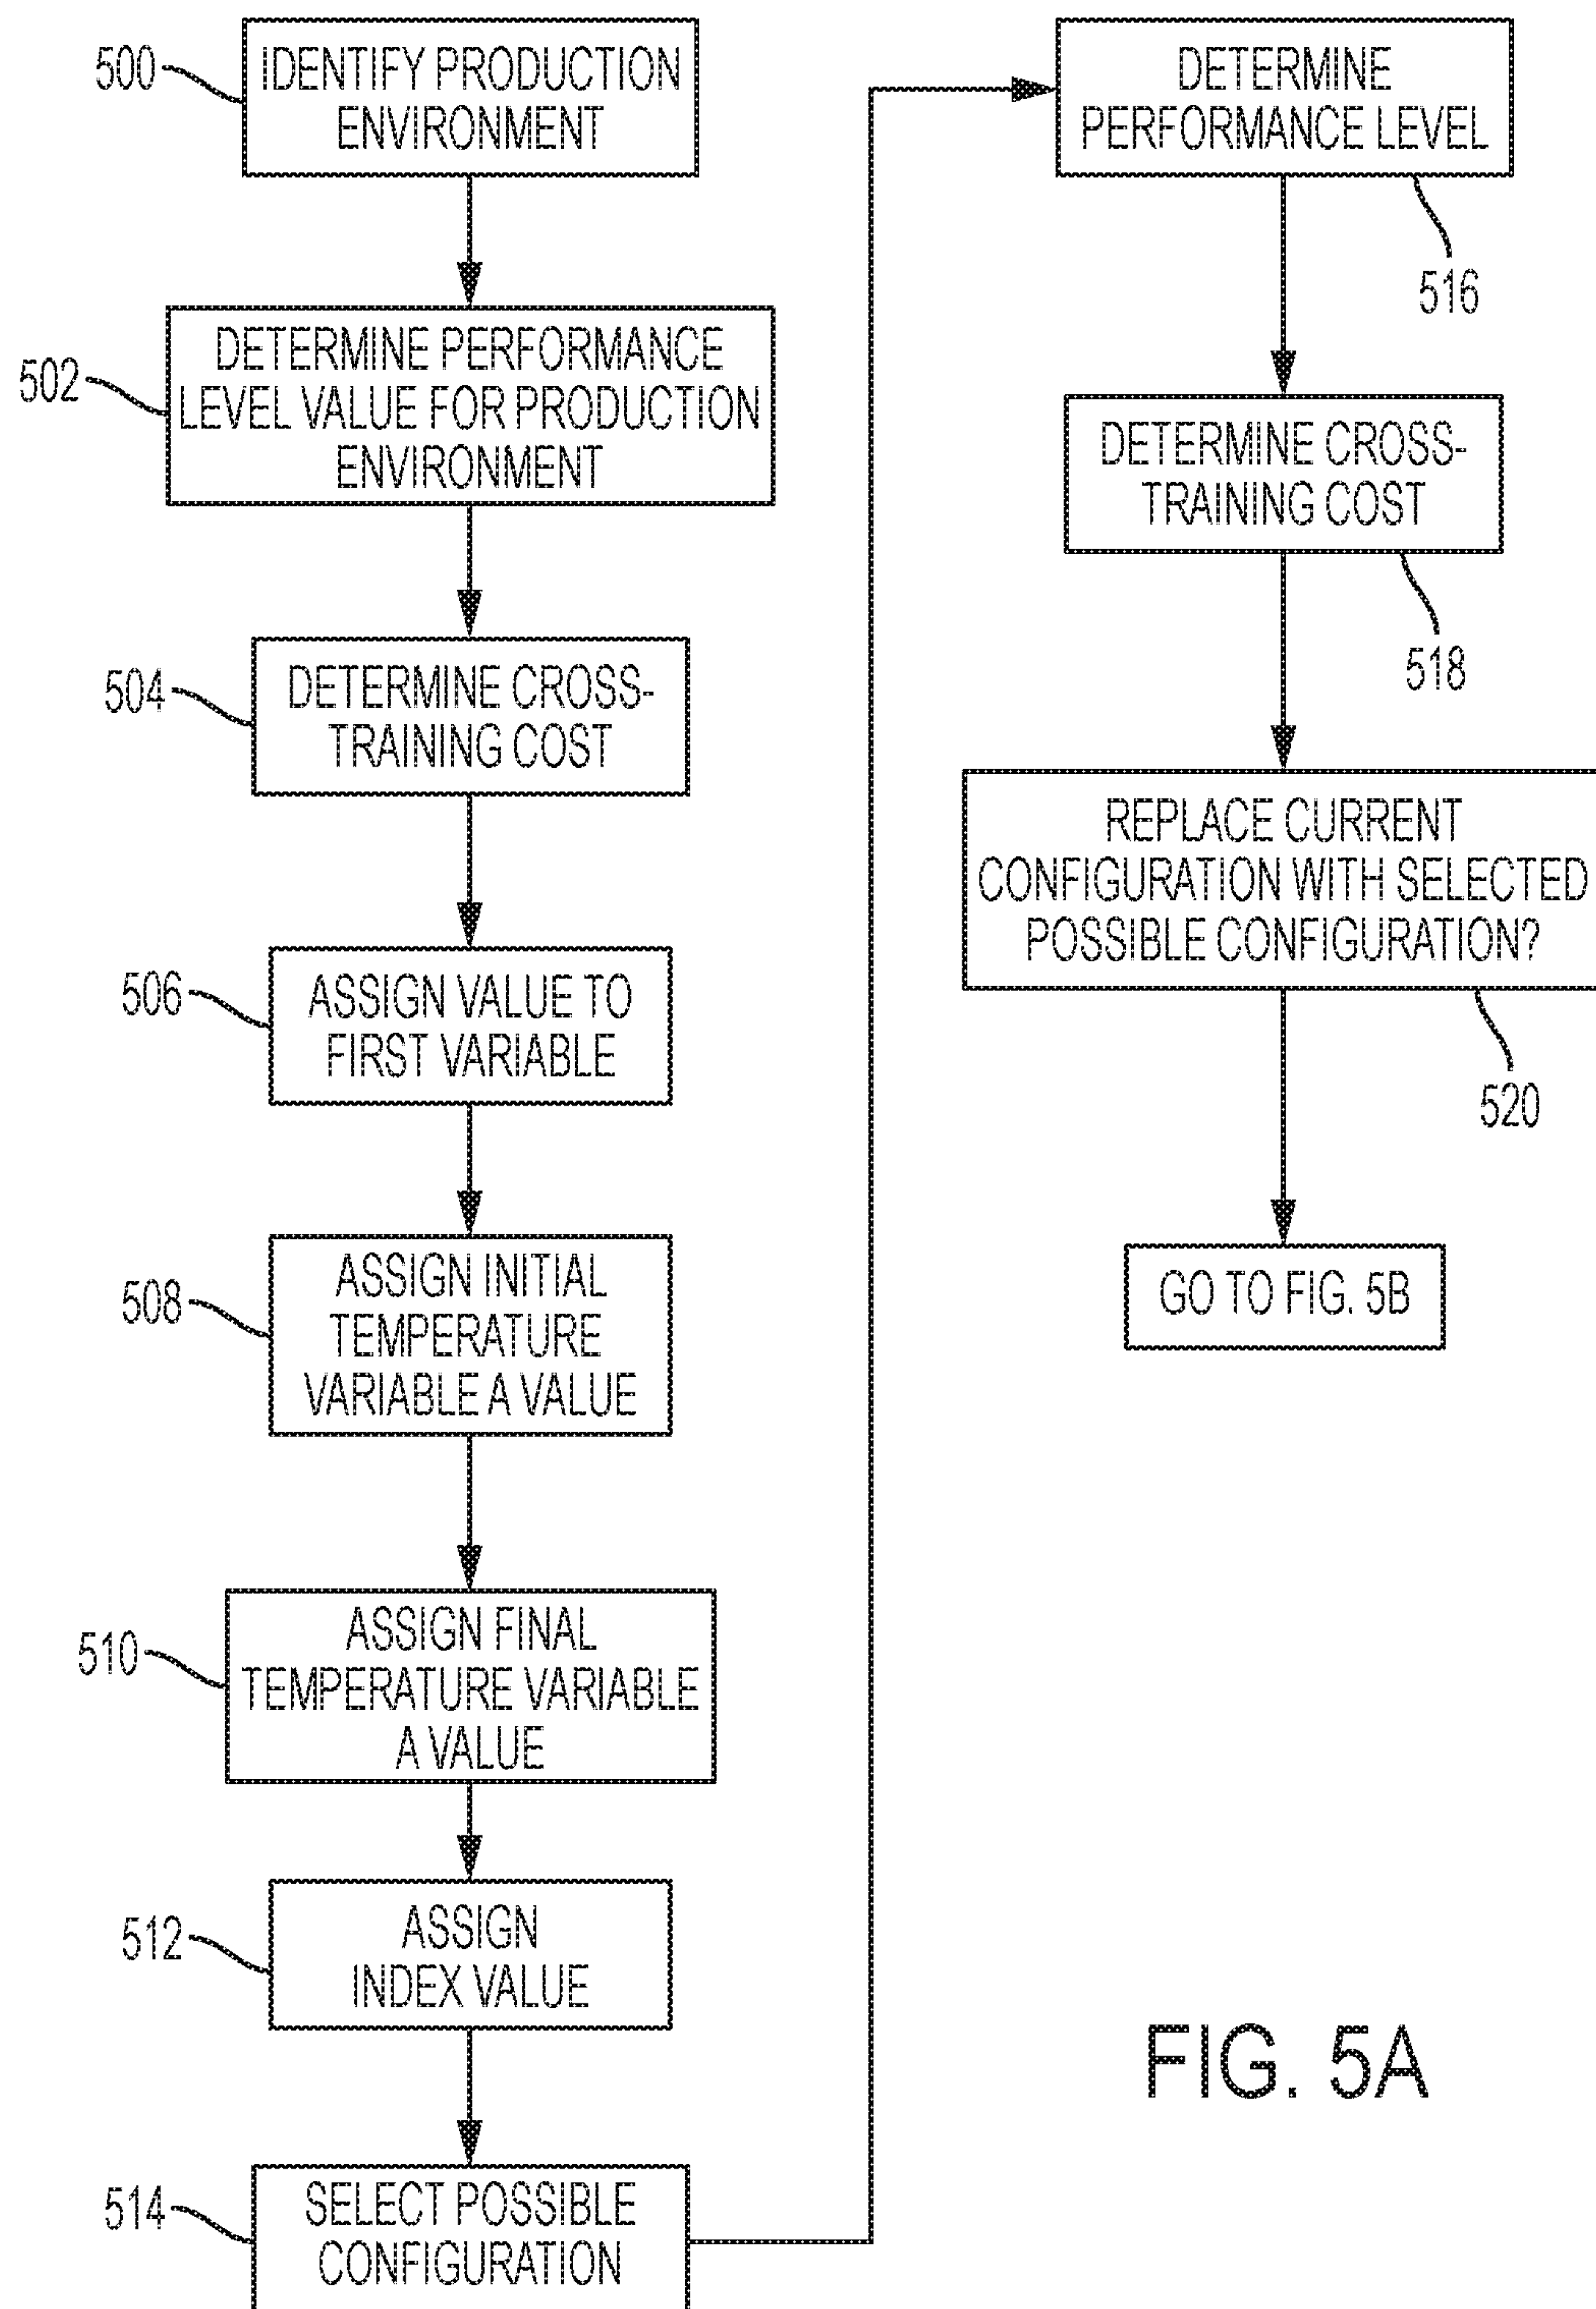 500
IDENTIFY PRODUCTION
ENVIRONMENT
502
DETERMINE PERFORMANCE
LEVEL VALUE FOR PRODUCTION
ENVIRONMENT
504
DETERMINE CROSS-
TRAINING COST
506
ASSIGN VALUE TO
FIRST VARIABLE
508
ASSIGN INITIAL
TEMPERATURE
VARIABLE A VALUE
510
ASSIGN FINAL
TEMPERATURE VARIABLE
A VALUE
512
ASSIGN
INDEX VALUE
514
SELECT POSSIBLE
CONFIGURATION
DETERMINE
PERFORMANCE LEVEL
516
DETERMINE CROSS-
TRAINING COST
518
REPLACE CURRENT
CONFIGURATION WITH SELECTED
POSSIBLE CONFIGURATION?
520
GO TO FIG. 5B
FIG. 5A